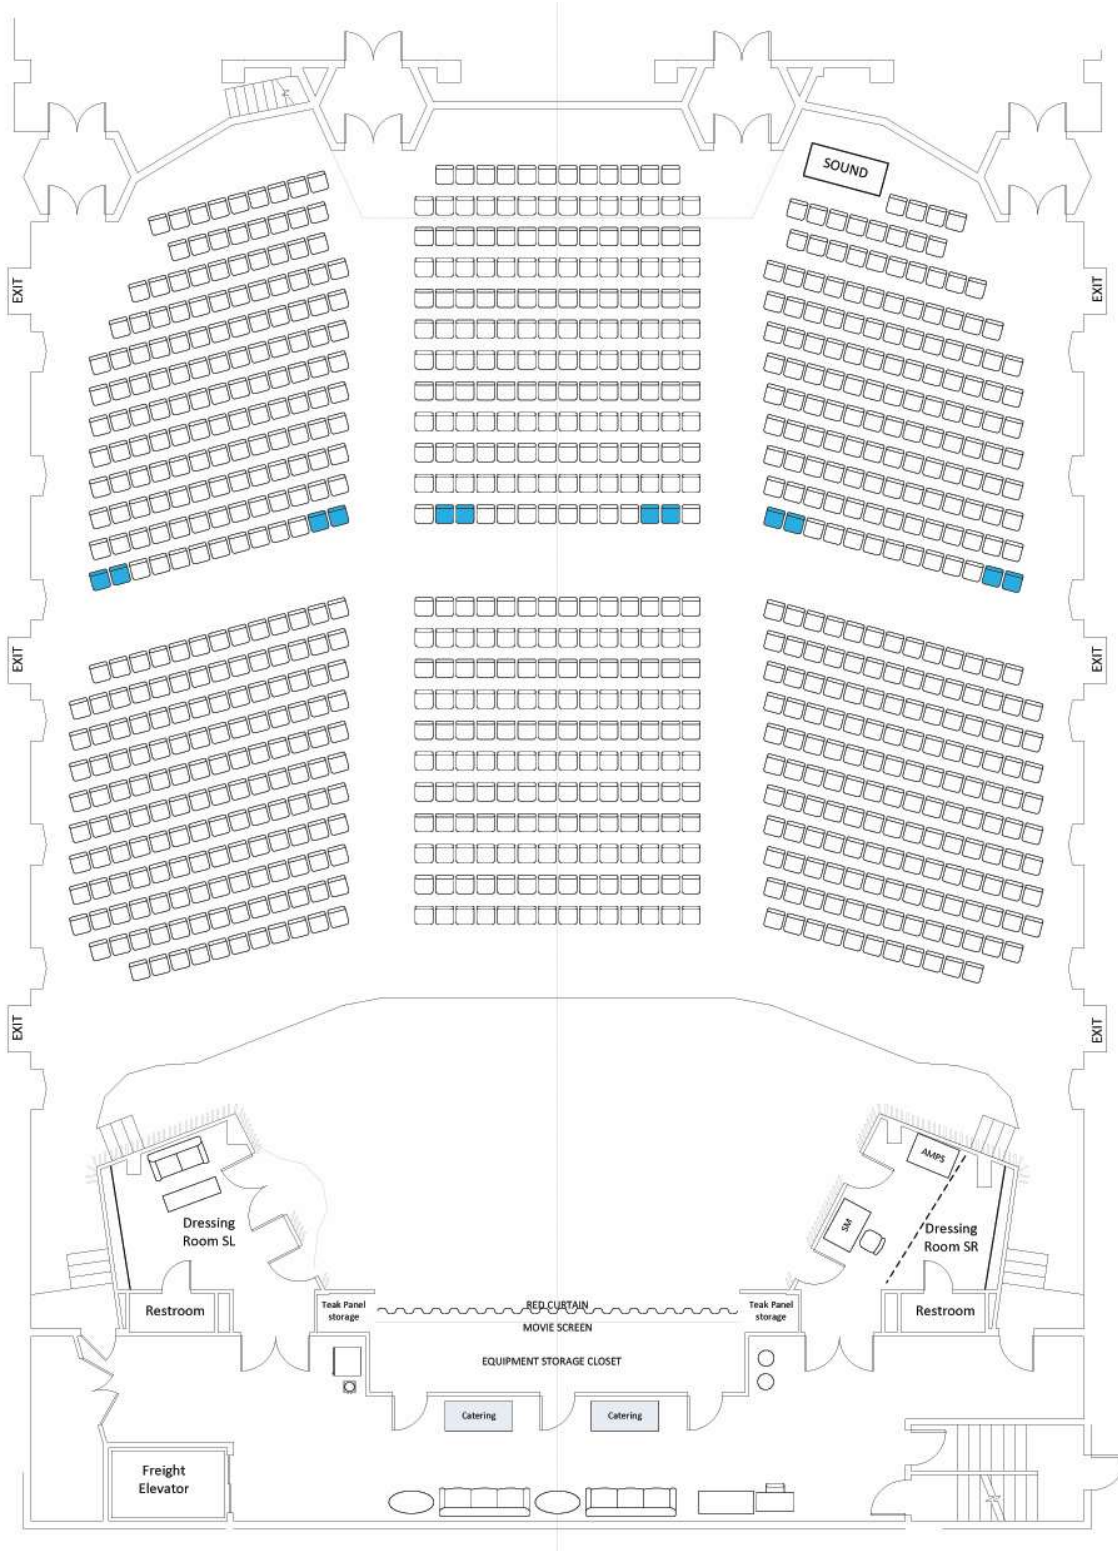 SOUND
EXIT
EXIT
EXIT
EXIT
EXIT
EXIT
AMPS
Dressing
Room SL
SM
Dressing
Room SR
Restroom
Teak Panel
storage
RED CURTAIN
Teak Panel
storage
Restroom
MOVIE SCREEN
EQUIPMENT STORAGE CLOSET
Catering
Catering
Freight
Elevator